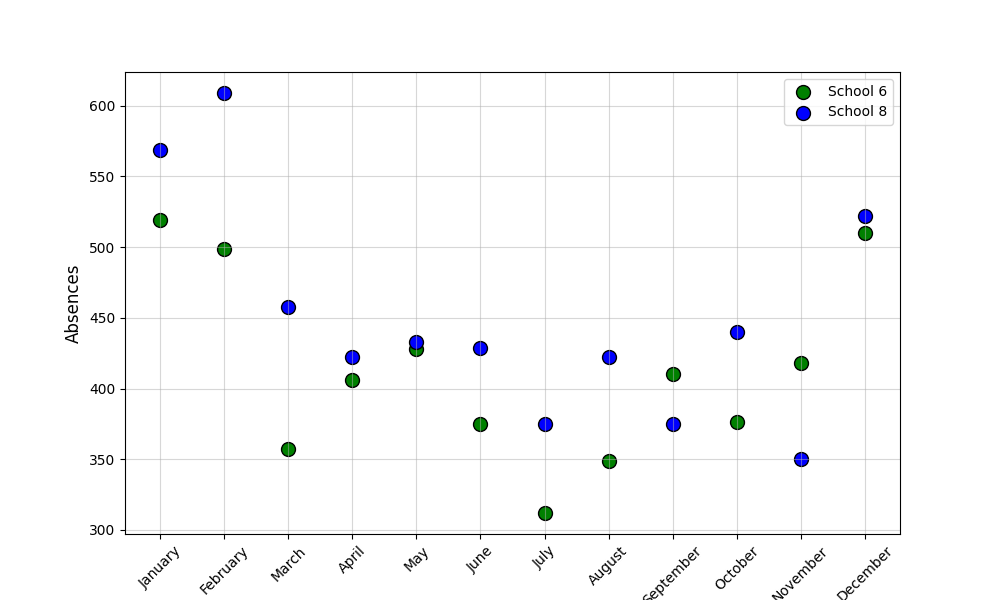 School 6
School 8
Absences
600
550
500
450
400
350
300
January
February
March
April
May
June
July
August
September
October
November
December